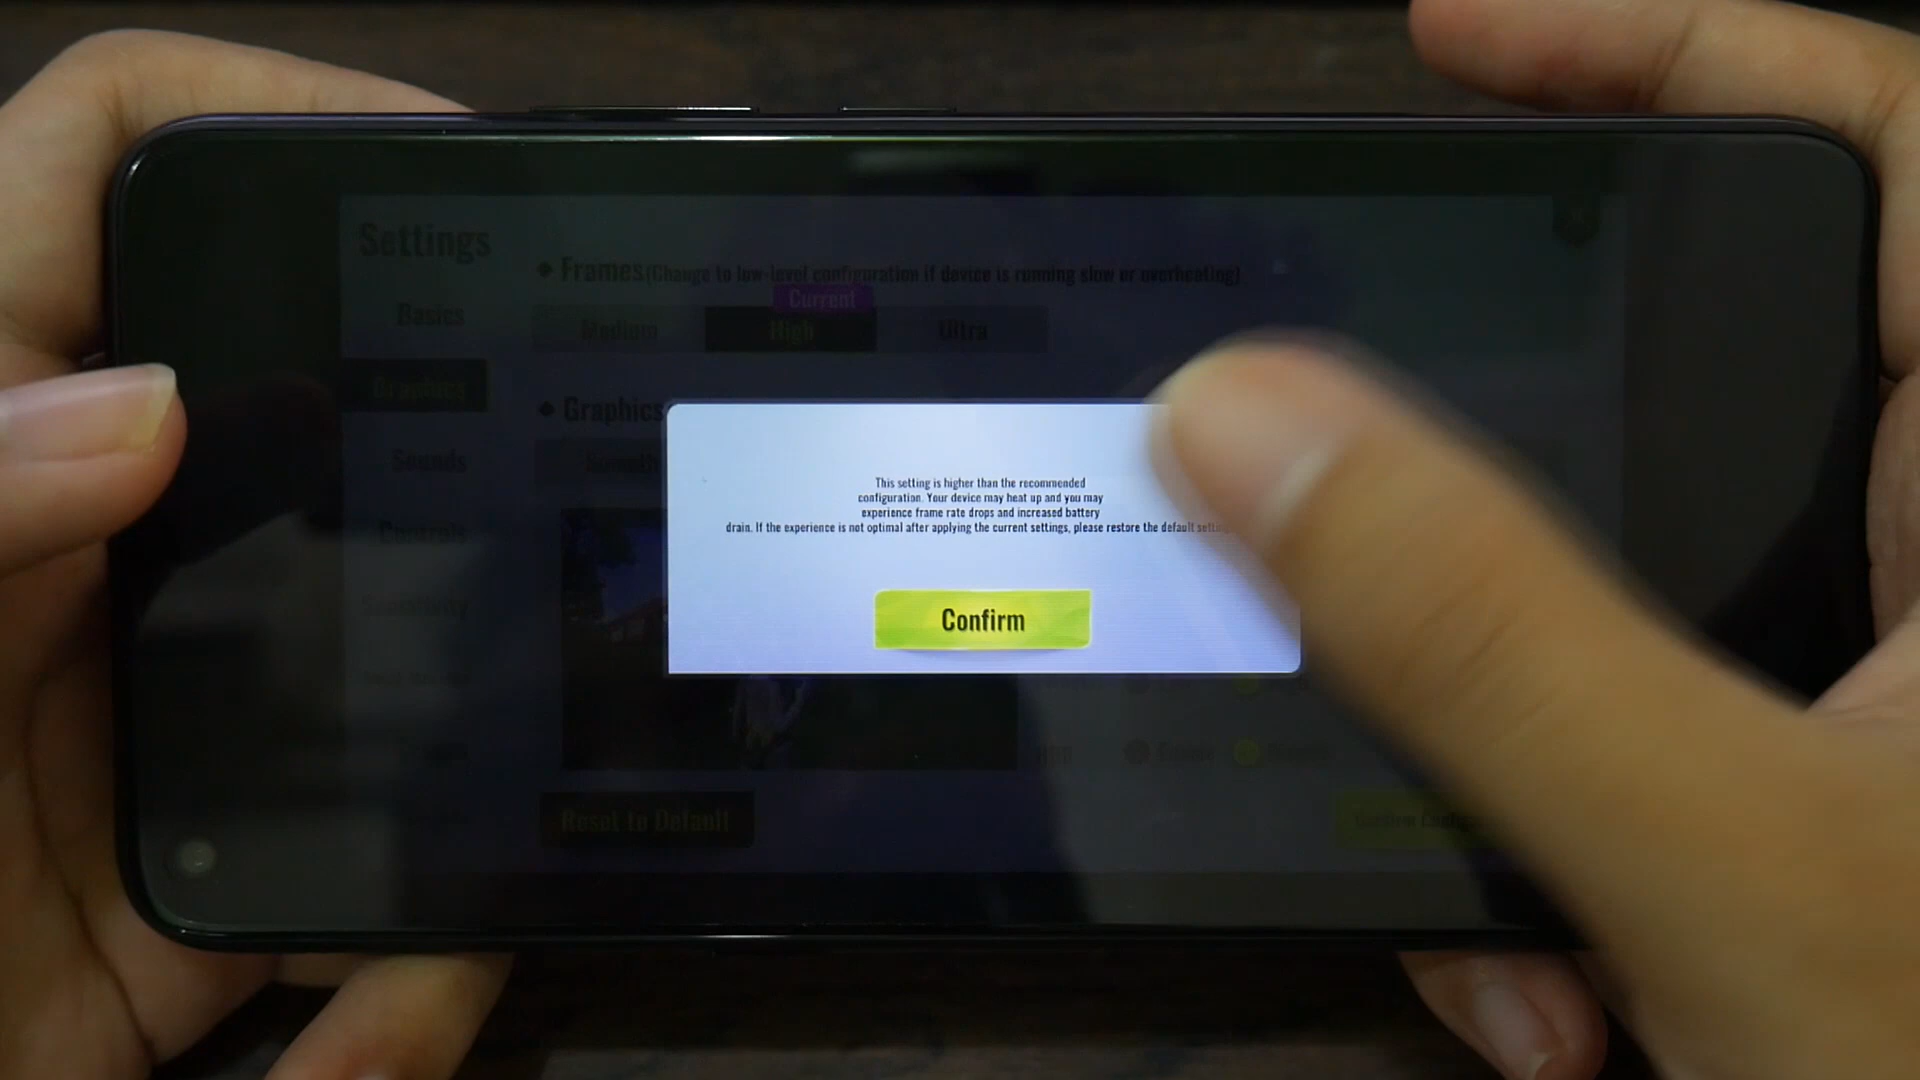 Settings
Frames(Change to low-level configuration if device is running slow or overheating)
Current
Basics
Medium
High
Ultra
Graphics
Graphics
Sounds
Controls
Sensitivity
This setting is higher than the recommended
configuration. Your device may heat up and you may
experience frame rate drops and increased battery
drain. If the experience is not optimal after applying the current settings, please restore the default
Confirm
Reset to Default